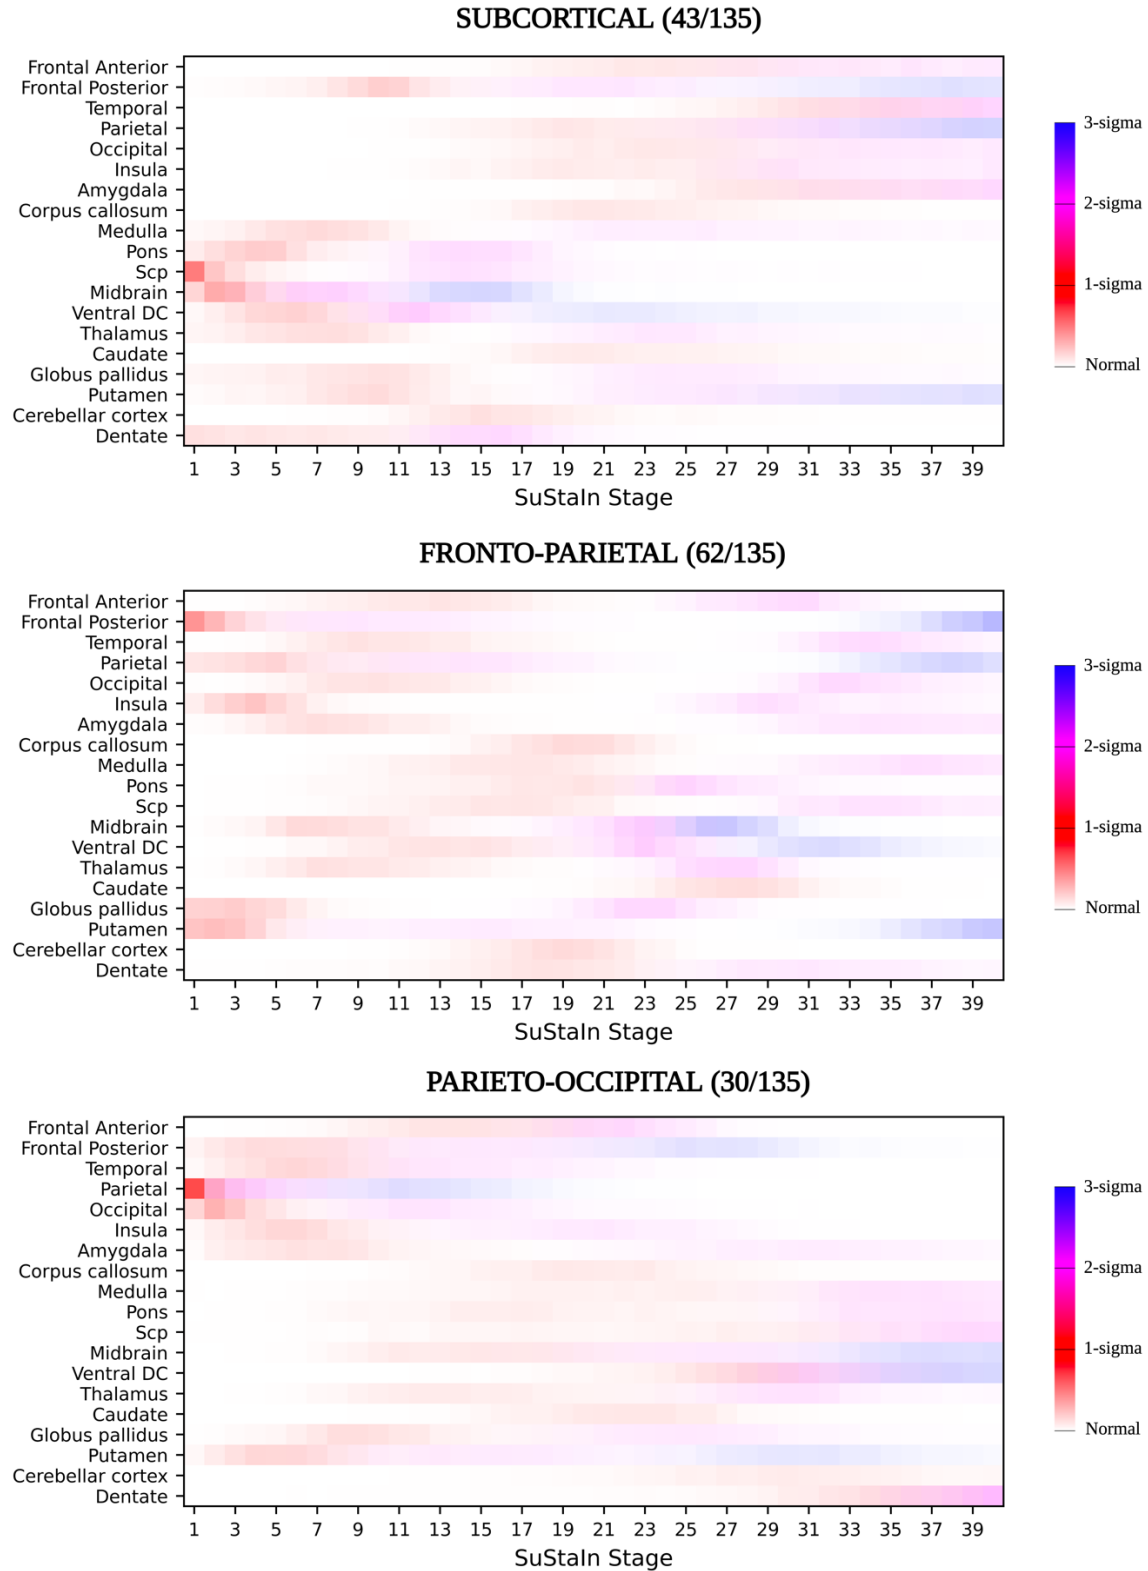 SUBCORTICAL (43/135)
Frontal Anterior
Frontal Posterior
Temporal
Parietal
Occipital
Insula
Amygdala
Corpus callosum
Medulla
Pons
Scp
Midbrain
Ventral DC
Thalamus
Caudate
Globus pallidus
Putamen
Cerebellar cortex
Dentate
1 3 5 7 9 11 13 15 17 19 21 23 25 27 29 31 33 35 37 39
SuStaIn Stage
3-sigma
2-sigma
1-sigma
Normal
FRONTO-PARIETAL (62/135)
Frontal Anterior
Frontal Posterior
Temporal
Parietal
Occipital
Insula
Amygdala
Corpus callosum
Medulla
Pons
Scp
Midbrain
Ventral DC
Thalamus
Caudate
Globus pallidus
Putamen
Cerebellar cortex
Dentate
1 3 5 7 9 11 13 15 17 19 21 23 25 27 29 31 33 35 37 39
SuStaIn Stage
3-sigma
2-sigma
1-sigma
Normal
PARIETO-OCCIPITAL (30/135)
Frontal Anterior
Frontal Posterior
Temporal
Parietal
Occipital
Insula
Amygdala
Corpus callosum
Medulla
Pons
Scp
Midbrain
Ventral DC
Thalamus
Caudate
Globus pallidus
Putamen
Cerebellar cortex
Dentate
1 3 5 7 9 11 13 15 17 19 21 23 25 27 29 31 33 35 37 39
SuStaIn Stage
3-sigma
2-sigma
1-sigma
Normal